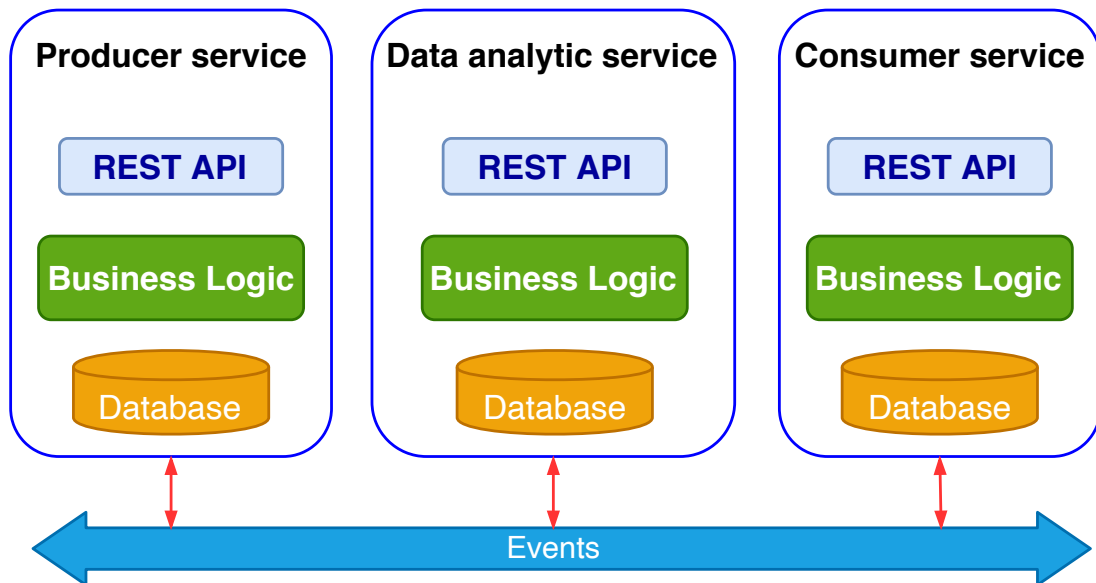 Producer service
Data analytic service
Consumer service
REST API
REST API
REST API
Business Logic
Business Logic
Business Logic
Database
Database
Database
Events